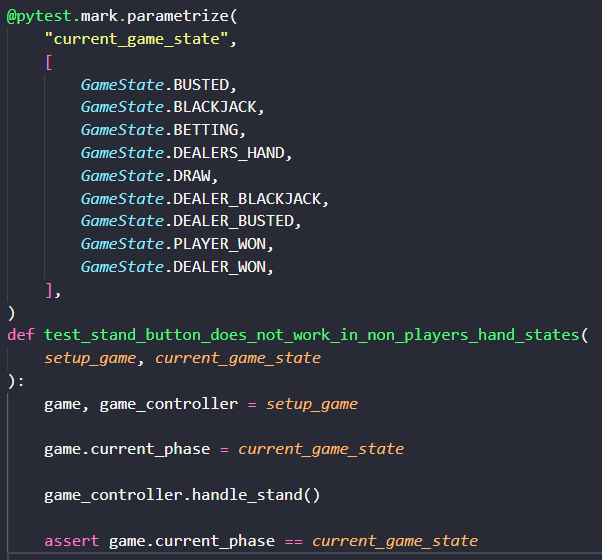 @pytest.mark.parametrize(
    "current_game_state",
    [
        GameState.BUSTED,
        GameState.BLACKJACK,
        GameState.BETTING,
        GameState.DEALERS_HAND,
        GameState.DRAW,
        GameState.DEALER_BLACKJACK,
        GameState.DEALER_BUSTED,
        GameState.PLAYER_WON,
        GameState.DEALER_WON,
    ],
)
def test_stand_button_does_not_work_in_non_players_hand_states(
    setup_game, current_game_state
):
    game, game_controller = setup_game
    game.current_phase = current_game_state
    game_controller.handle_stand()
    assert game.current_phase == current_game_state